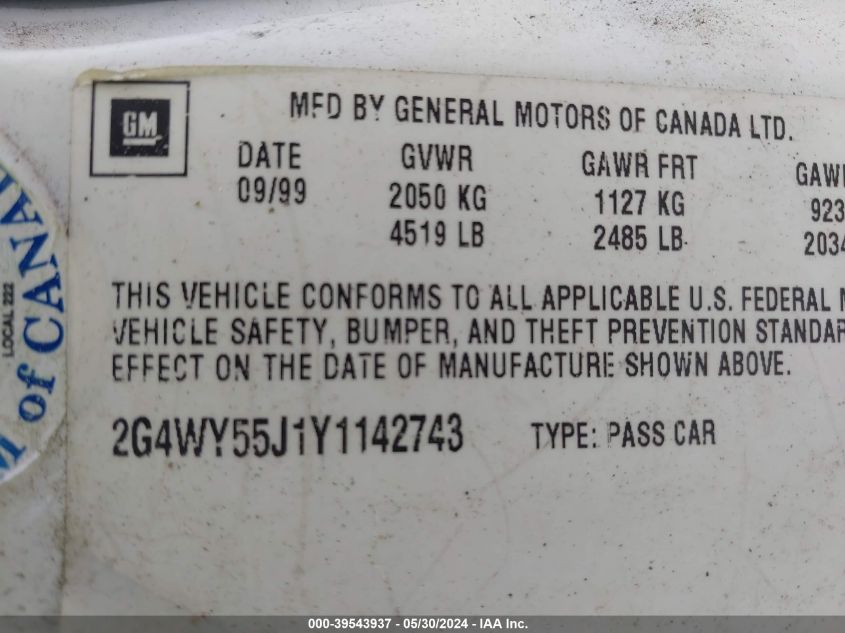 GM
MFD BY GENERAL MOTORS OF CANADA LTD.
DATE GVWR GAWR FRT
09/99 2050 KG 1127 KG 923
4519 LB 2485 LB 2034
THIS VEHICLE CONFORMS TO ALL APPLICABLE U.S. FEDERAL
VEHICLE SAFETY, BUMPER, AND THEFT PREVENTION
EFFECT ON THE DATE OF MANUFACTURE SHOWN ABOVE.
2G4WY55J1Y1142743 TYPE: PASS CAR
LOCAL 222
of
000-39543937 - 05/30/2024 - IAA Inc.